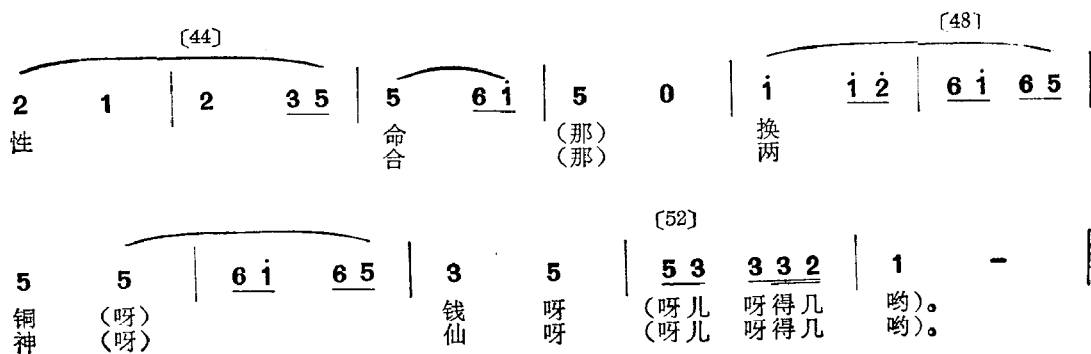 〔44〕 〔48〕
2 1 | 2 3 5 | 5 6 i̇ | 5 0 | i̇ i̇ 2̇ | 6 i̇ 6 5 |
性 命 (那) 换
合 (那) 两
〔52〕
5 5 | 6 i̇ 6 5 | 3 5 | 5 3 3 3 2 | 1 – |
铜 (呀) 钱 呀 (呀儿 呀得几 哟)。
神 (呀) 仙 呀 (呀儿 呀得几 哟)。